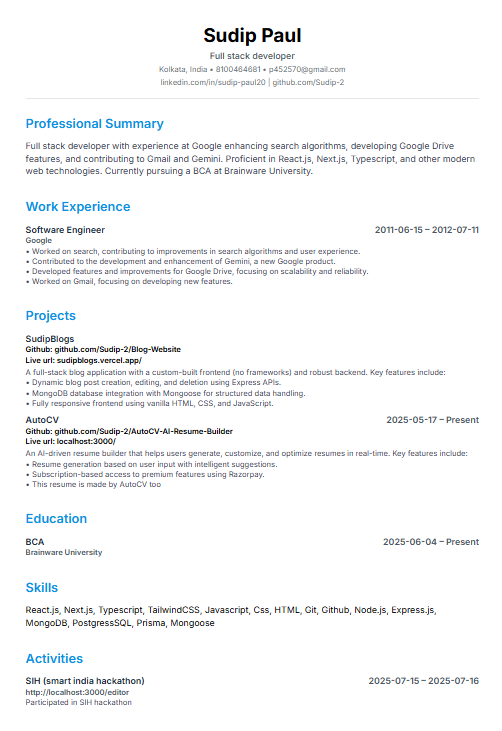 Sudip Paul
Full stack developer
Kolkata, India • 8100464681 • p452570@gmail.com
linkedin.com/in/sudip-paul20 | github.com/Sudip-2
Professional Summary
Full stack developer with experience at Google enhancing search algorithms, developing Google Drive
features, and contributing to Gmail and Gemini. Proficient in React.js, Next.js, Typescript, and other modern
web technologies. Currently pursuing a BCA at Brainware University.
Work Experience
Software Engineer 2011-06-15 – 2012-07-11
Google
• Worked on search, contributing to improvements in search algorithms and user experience.
• Contributed to the development and enhancement of Gemini, a new Google product.
• Developed features and improvements for Google Drive, focusing on scalability and reliability.
• Worked on Gmail, focusing on developing new features.
Projects
SudipBlogs
Github: github.com/Sudip-2/Blog-Website
Live url: sudipblogs.vercel.app/
A full-stack blog application with a custom-built frontend (no frameworks) and robust backend. Key features include:
• Dynamic blog post creation, editing, and deletion using Express APIs.
• MongoDB database integration with Mongoose for structured data handling.
• Fully responsive frontend using vanilla HTML, CSS, and JavaScript.
AutoCV 2025-05-17 – Present
Github: github.com/Sudip-2/AutoCV-AI-Resume-Builder
Live url: localhost:3000/
An AI-driven resume builder that helps users generate, customize, and optimize resumes in real-time. Key features include:
• Resume generation based on user input with intelligent suggestions.
• Subscription-based access to premium features using Razorpay.
• This resume is made by AutoCV too
Education
BCA 2025-06-04 – Present
Brainware University
Skills
React.js, Next.js, Typescript, TailwindCSS, Javascript, Css, HTML, Git, Github, Node.js, Express.js,
MongoDB, PostgresSQL, Prisma, Mongoose
Activities
SIH (smart india hackathon) 2025-07-15 – 2025-07-16
http://localhost:3000/editor
Participated in SIH hackathon